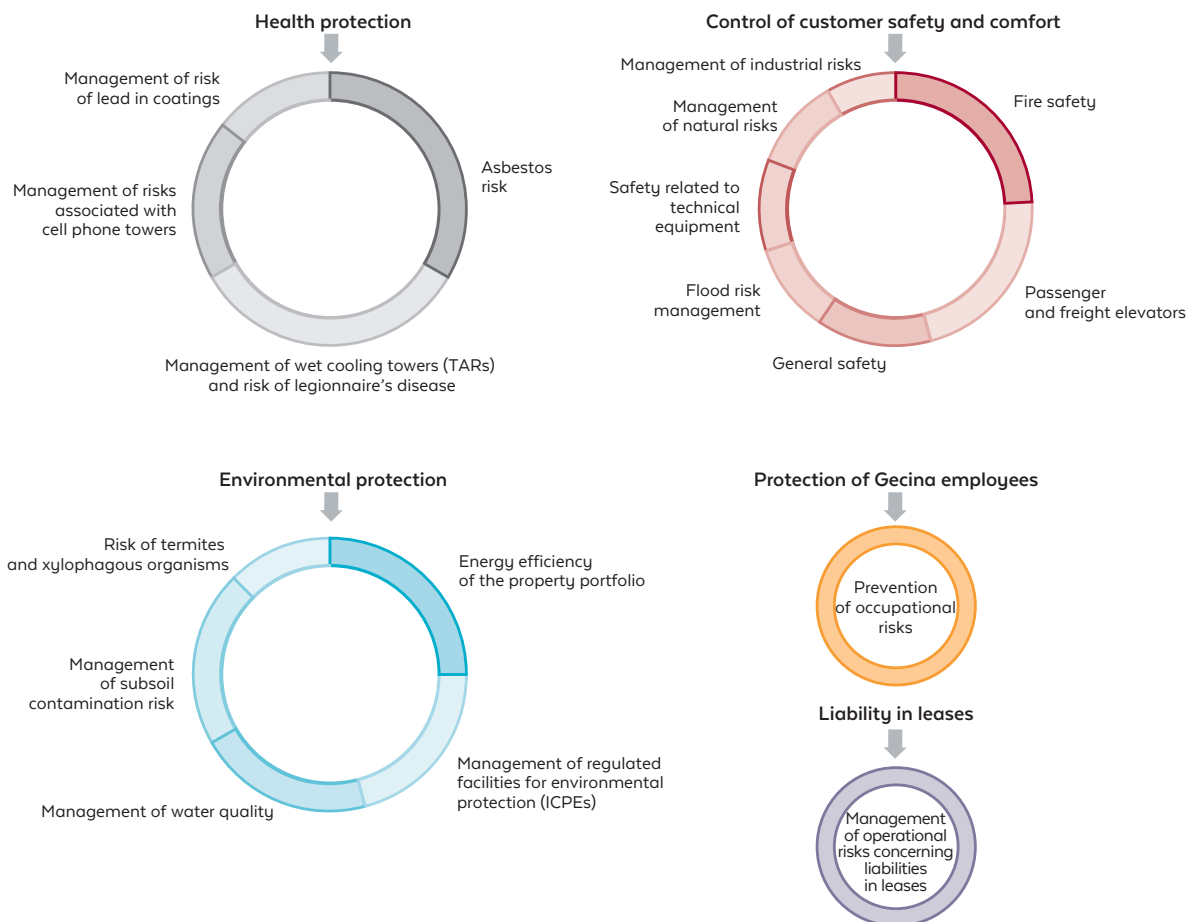 Health protection
Management of risk
of lead in coatings
Asbestos
risk
Management of risks
associated with
cell phone towers
Management of wet cooling towers (TARs)
and risk of legionnaire’s disease
Control of customer safety and comfort
Management of industrial risks
Fire safety
Management
of natural risks
Safety related to
technical
equipment
Flood risk
management
Passenger
and freight elevators
General safety
Environmental protection
Risk of termites
and xylophagous organisms
Energy efficiency
of the property portfolio
Management
of subsoil
contamination risk
Management of regulated
facilities for environmental
protection (ICPEs)
Management of water quality
Protection of Gecina employees
Prevention
of occupational
risks
Liability in leases
Management
of operational
risks concerning
liabilities
in leases